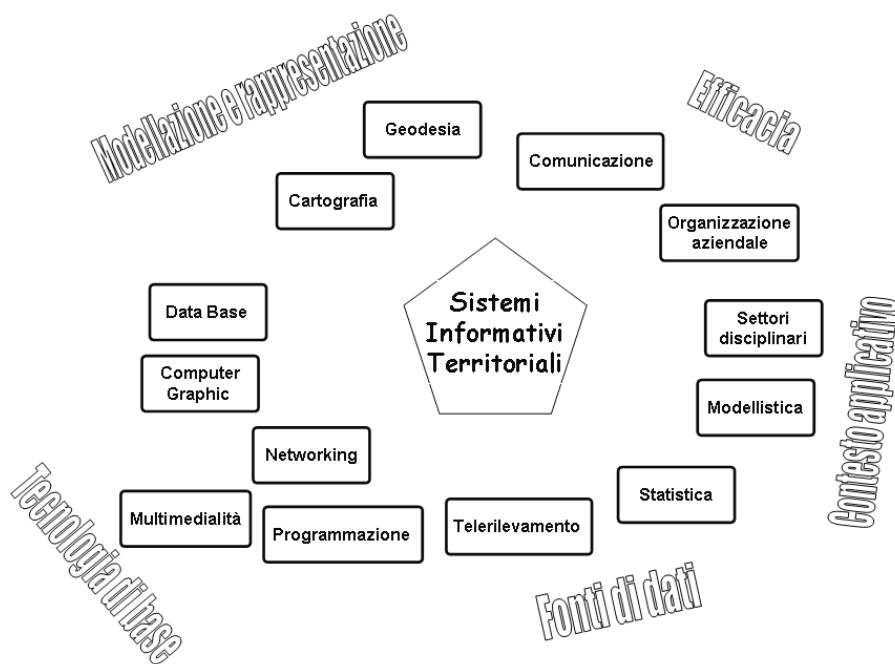 Modellazione e rappresentazione
Efficacia
Geodesia
Comunicazione
Cartografia
Organizzazione
aziendale
Sistemi
Informativi
Territoriali
Data Base
Settori
disciplinari
Computer
Graphic
Modellistica
Contesto applicativo
Networking
Statistica
Multimedialità
Programmazione
Telerilevamento
Tecnologia di base
Fonti di dati